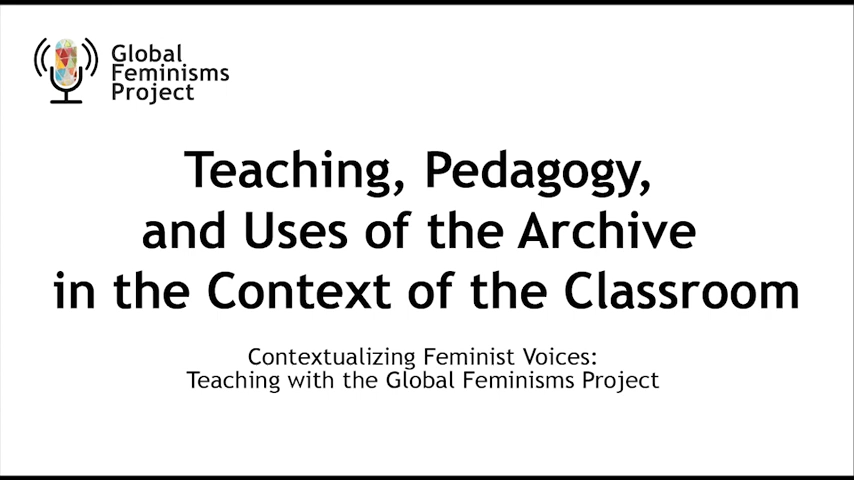 Global
Feminisms
Project
Teaching, Pedagogy,
and Uses of the Archive
in the Context of the Classroom
Contextualizing Feminist Voices:
Teaching with the Global Feminisms Project